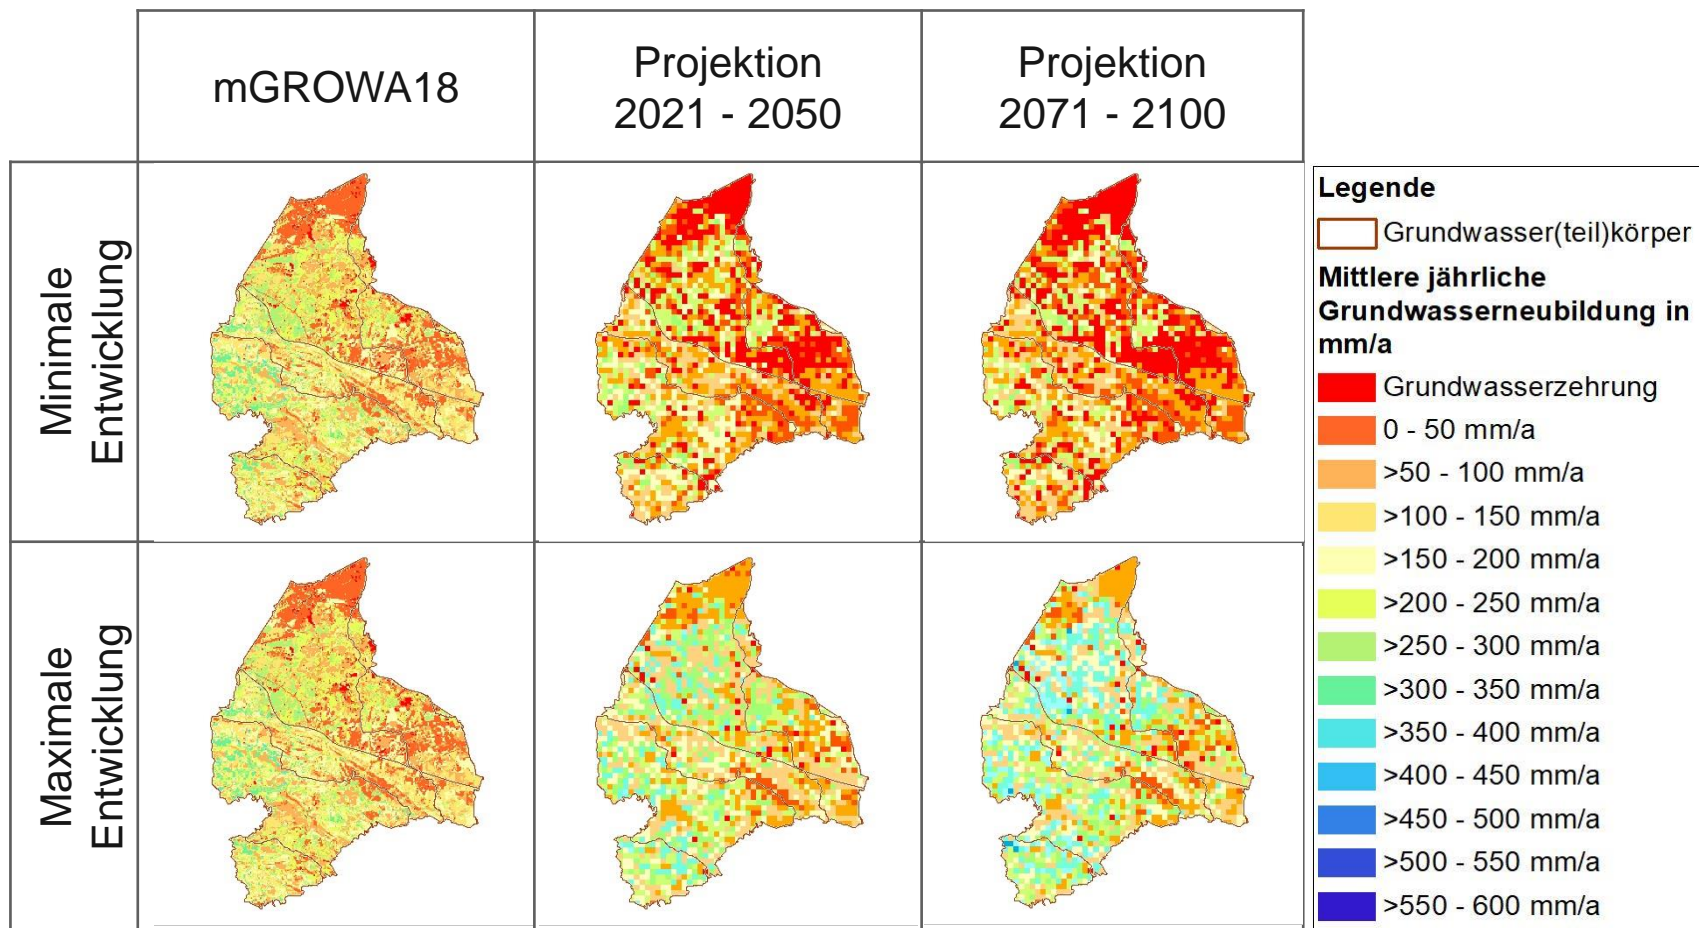 mGROWA18
Projektion
2021 - 2050
Projektion
2071 - 2100
Minimale
Entwicklung
Maximale
Entwicklung
Legende
Grundwasser(teil)körper
Mittlere jährliche
Grundwasserneubildung in
mm/a
Grundwasserzehrung
0 - 50 mm/a
>50 - 100 mm/a
>100 - 150 mm/a
>150 - 200 mm/a
>200 - 250 mm/a
>250 - 300 mm/a
>300 - 350 mm/a
>350 - 400 mm/a
>400 - 450 mm/a
>450 - 500 mm/a
>500 - 550 mm/a
>550 - 600 mm/a